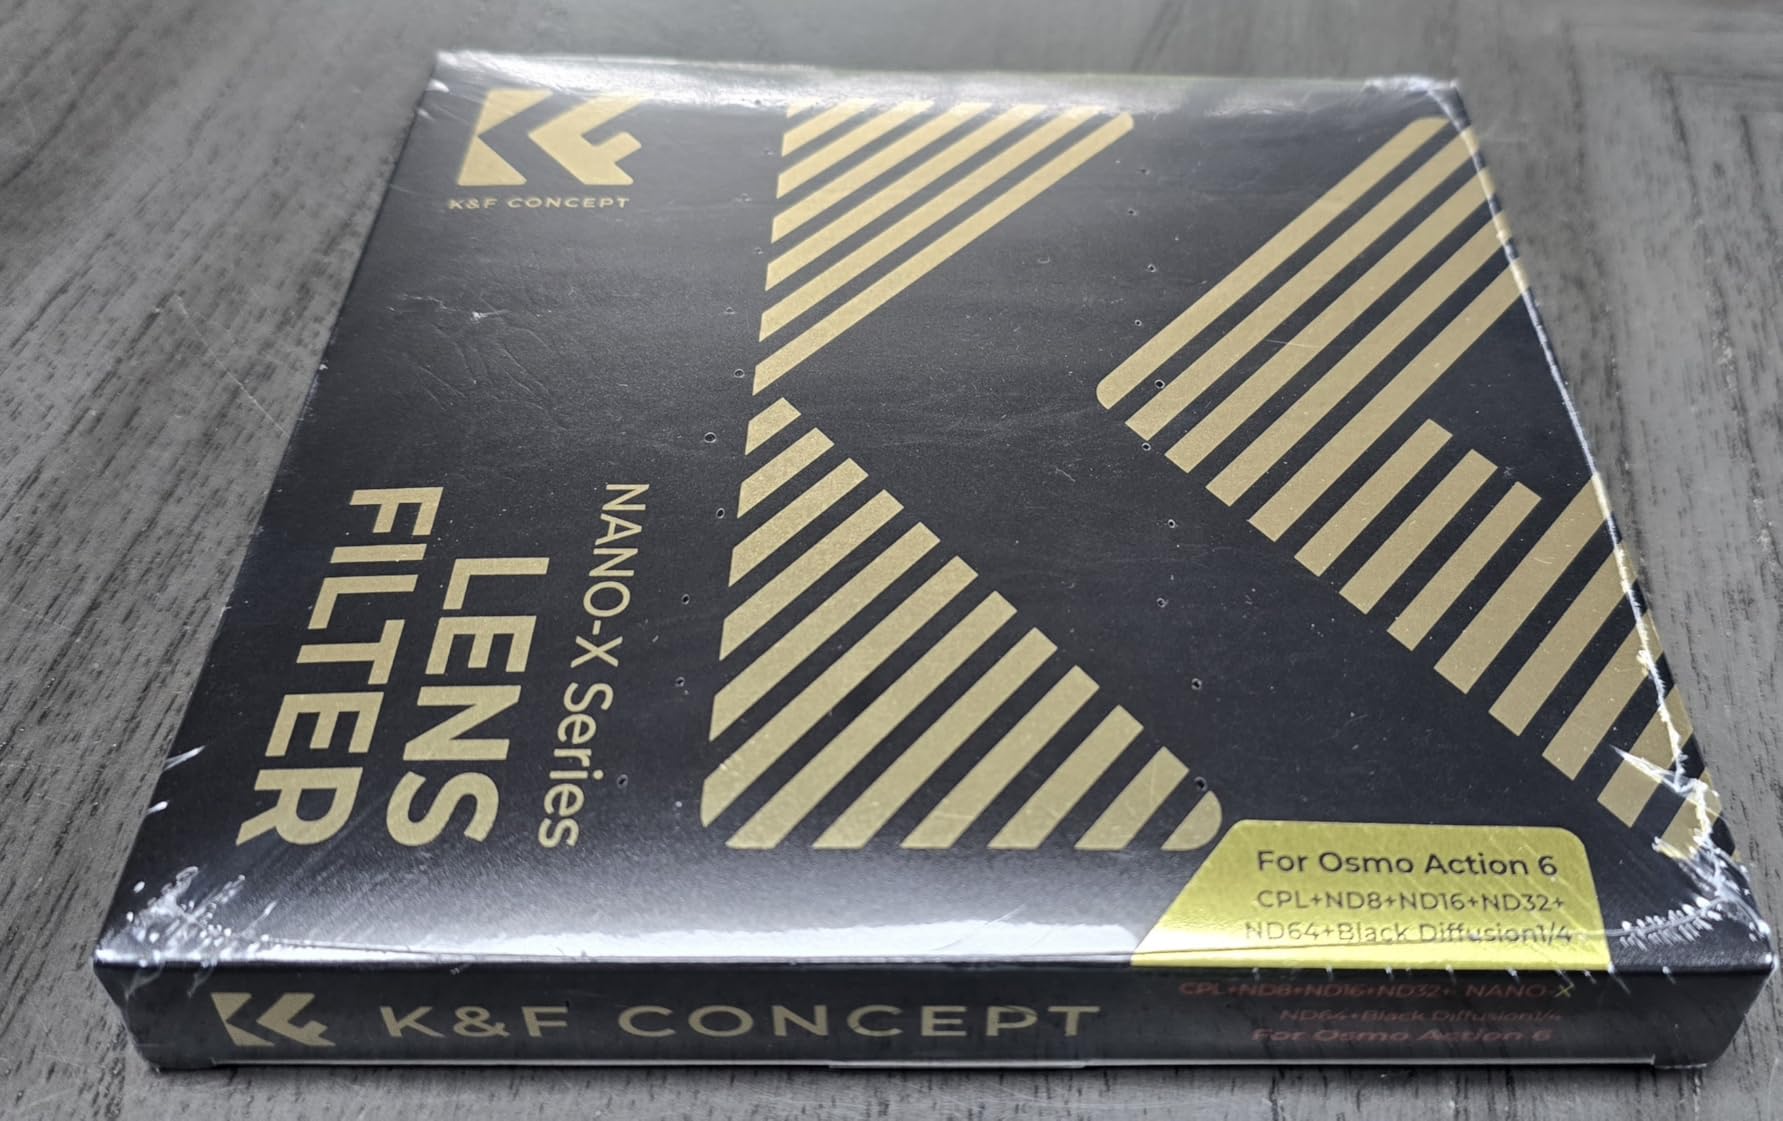 K&F CONCEPT
NANO-X Series
LENS
FILTER
For Osmo Action 6
CPL+ND8+ND16+ND32+
ND64+Black Diffusion1/4
K&F CONCEPT
CPL+ND8+ND16+ND32+ NANO-X
ND64+Black Diffusion1/4
For Osmo Action 6